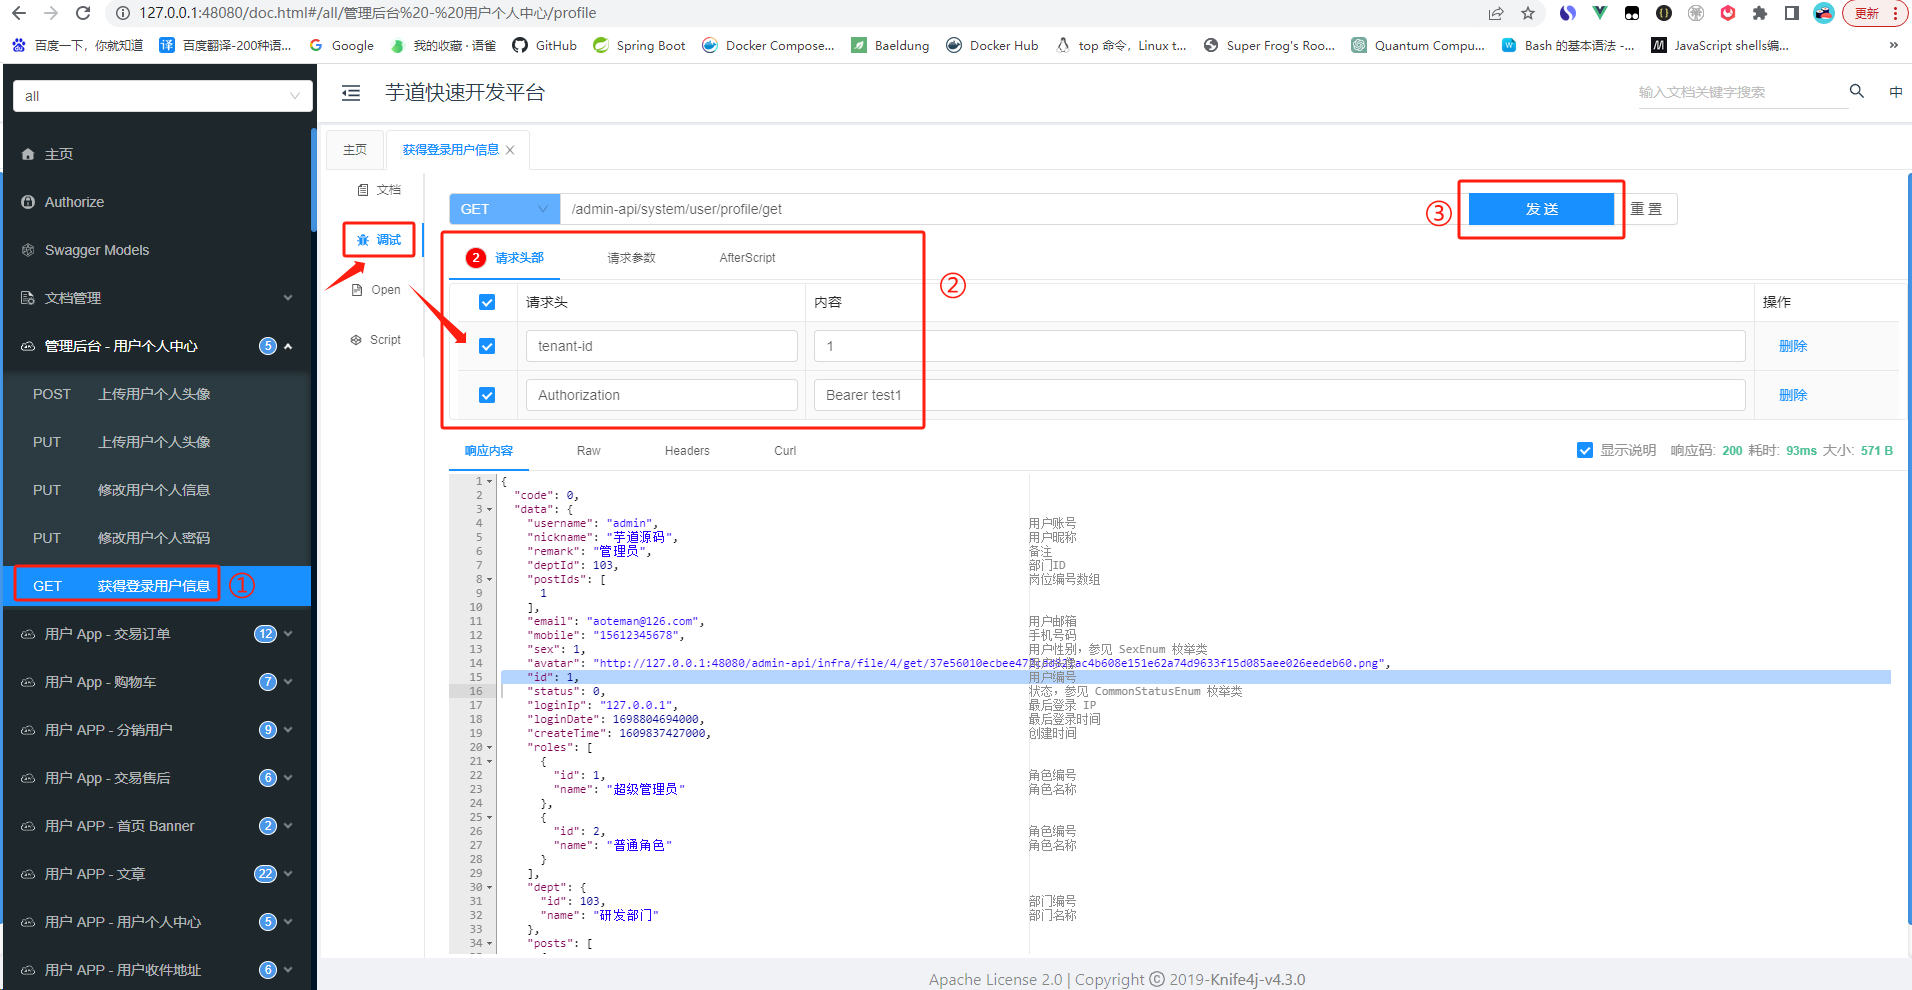 127.0.0.1:48080/doc.html#/all/管理后台%20-%20用户个人中心/profile
更新
百度一下，你就知道
百度翻译-200种语...
Google
我的收藏 · 语雀
GitHub
Spring Boot
Docker Compose...
Baeldung
Docker Hub
top 命令，Linux t...
Super Frog's Roo...
Quantum Compu...
Bash 的基本语法 -...
JavaScript shells编...
»
all
芋道快速开发平台
输入文档关键字搜索
中
主页
Authorize
Swagger Models
文档管理
管理后台 - 用户个人中心 5
POST 上传用户个人头像
PUT 上传用户个人头像
PUT 修改用户个人信息
PUT 修改用户个人密码
GET 获得登录用户信息 ①
用户 App - 交易订单 12
用户 App - 购物车 7
用户 APP - 分销用户 9
用户 App - 交易售后 6
用户 APP - 首页 Banner 2
用户 APP - 文章 22
用户 APP - 用户个人中心 5
用户 APP - 用户收件地址 6
主页
获得登录用户信息
文档
调试
Open
Script
GET /admin-api/system/user/profile/get
③
发 送
重 置
2 请求头部 请求参数 AfterScript
②
请求头 内容 操作
tenant-id 1 删除
Authorization Bearer test1 删除
响应内容 Raw Headers Curl
显示说明 响应码: 200 耗时: 93ms 大小: 571 B
1 {
2 "code": 0,
3 "data": {
4 "username": "admin", 用户账号
5 "nickname": "芋道源码", 用户昵称
6 "remark": "管理员", 备注
7 "deptId": 103, 部门ID
8 "postIds": [ 岗位编号数组
9 1
10 ],
11 "email": "aoteman@126.com", 用户邮箱
12 "mobile": "15612345678", 手机号码
13 "sex": 1, 用户性别，参见 SexEnum 枚举类
14 "avatar": "http://127.0.0.1:48080/admin-api/infra/file/4/get/
15 "id": 1, 用户编号
16 "status": 0, 状态，参见 CommonStatusEnum 枚举类
17 "loginIp": "127.0.0.1", 最后登录 IP
18 "loginDate": 1698804694000, 最后登录时间
19 "createTime": 1609837427000, 创建时间
20 "roles": [
21 {
22 "id": 1, 角色编号
23 "name": "超级管理员" 角色名称
24 },
25 {
26 "id": 2, 角色编号
27 "name": "普通角色" 角色名称
28 }
29 ],
30 "dept": {
31 "id": 103, 部门编号
32 "name": "研发部门" 部门名称
33 },
34 "posts": [
Apache License 2.0 | Copyright © 2019-Knife4j-v4.3.0